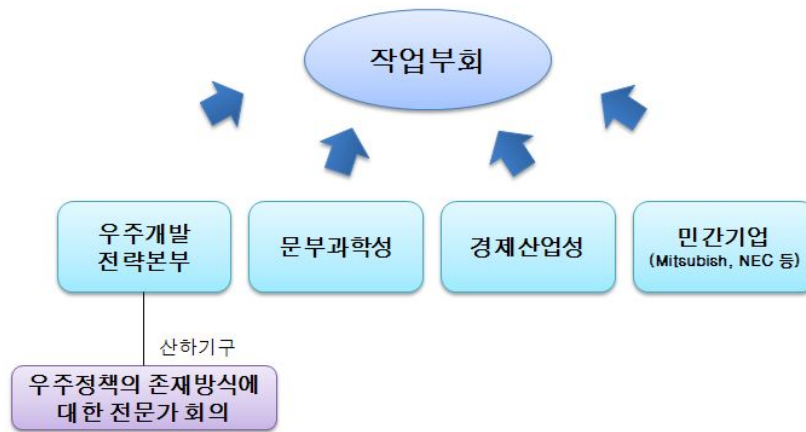 작업부회
우주개발
전략본부
문부과학성
경제산업성
민간기업
(Mitsubish, NEC 등)
산하기구
우주정책의 존재방식에
대한 전문가 회의